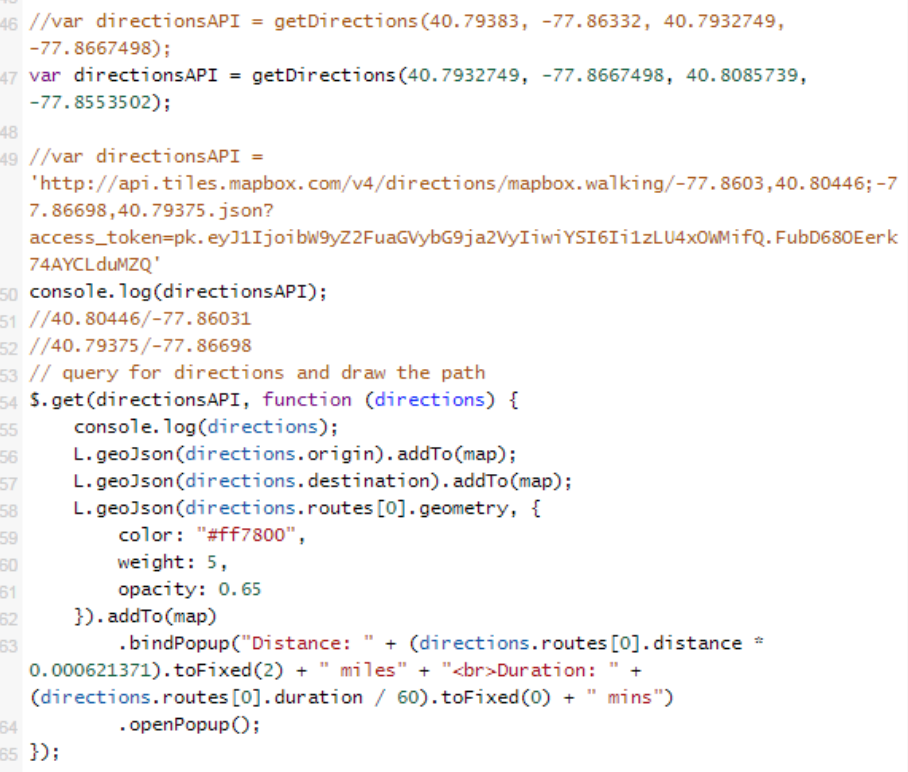 46 //var directionsAPI = getDirections(40.79383, -77.86332, 40.7932749,
-77.8667498);
47 var directionsAPI = getDirections(40.7932749, -77.8667498, 40.8085739,
-77.8553502);
48
49 //var directionsAPI =
'http://api.tiles.mapbox.com/v4/directions/mapbox.walking/-77.8603,40.80446;-7
7.86698,40.79375.json?
access_token=pk.eyJ1IjoibW9yZ2FuaGVybG9ja2VyIiwiYSI6Ii1zLU4xOWMifQ.FubD68OEerk
74AYCLduMZQ'
50 console.log(directionsAPI);
51 //40.80446/-77.86031
52 //40.79375/-77.86698
53 // query for directions and draw the path
54 $.get(directionsAPI, function (directions) {
55     console.log(directions);
56     L.geoJson(directions.origin).addTo(map);
57     L.geoJson(directions.destination).addTo(map);
58     L.geoJson(directions.routes[0].geometry, {
59         color: "#ff7800",
60         weight: 5,
61         opacity: 0.65
62     }).addTo(map)
63         .bindPopup("Distance: " + (directions.routes[0].distance *
0.000621371).toFixed(2) + " miles" + "<br>Duration: " +
(directions.routes[0].duration / 60).toFixed(0) + " mins")
64         .openPopup();
65 });